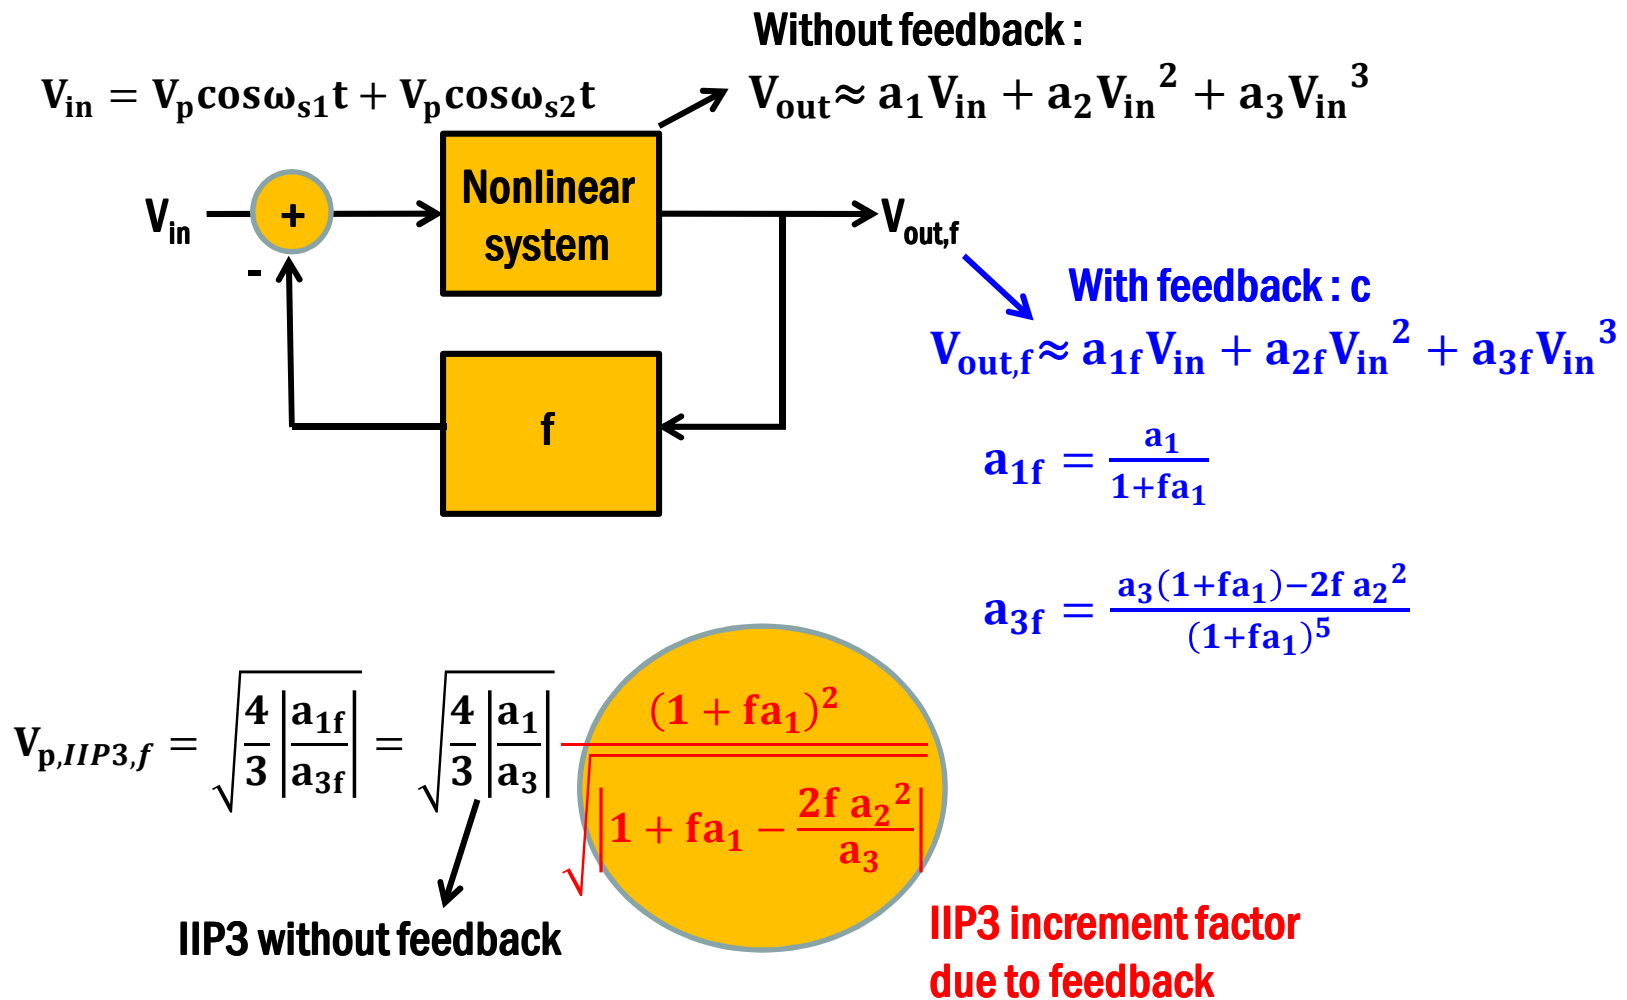 Without feedback :
V_in = V_p cosω_s1 t + V_p cosω_s2 t
V_out ≈ a_1 V_in + a_2 V_in^2 + a_3 V_in^3
Nonlinear
system
V_in
+
-
V_out,f
With feedback : c
V_out,f ≈ a_1f V_in + a_2f V_in^2 + a_3f V_in^3
f
a_1f = a_1 / (1+fa_1)
a_3f = (a_3(1+fa_1)−2f a_2^2) / (1+fa_1)^5
V_p,IIP3,f = √(4/3 |a_1f/a_3f|) = √(4/3 |a_1/a_3|) (1 + fa_1)^2 / √|1 + fa_1 − 2f a_2^2/a_3|
IIP3 without feedback
IIP3 increment factor
due to feedback